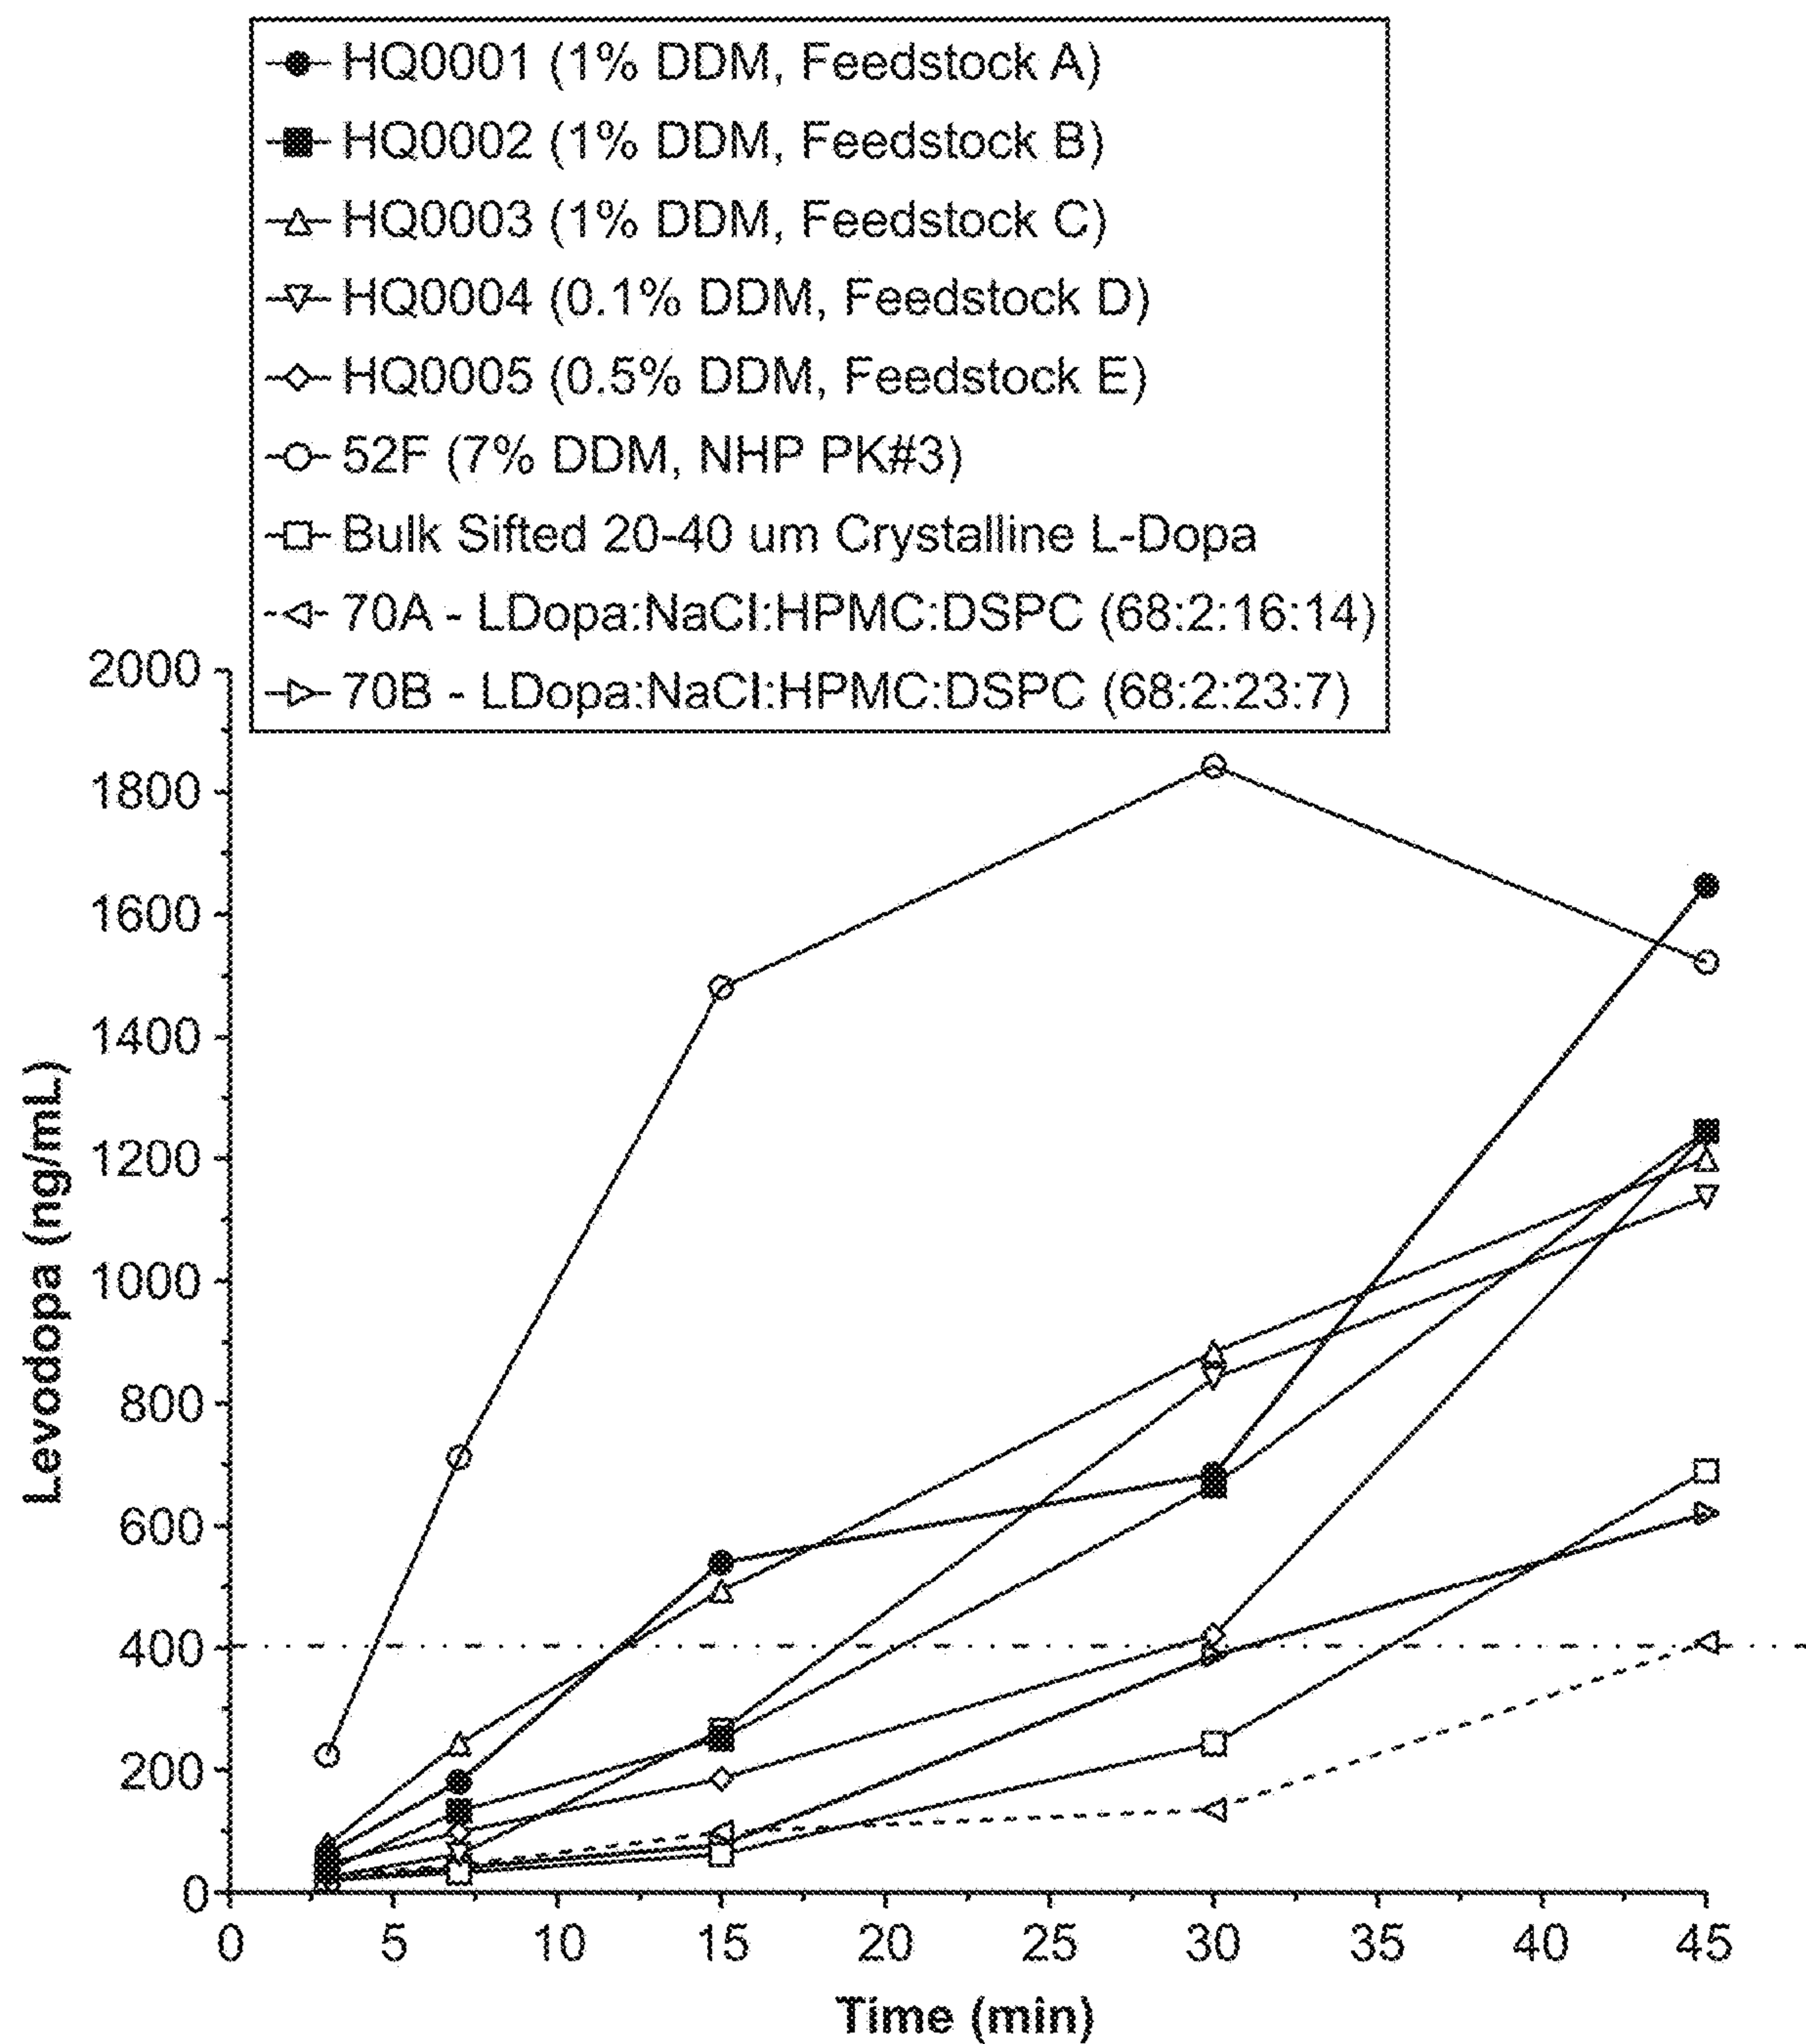 HQ0001 (1% DDM, Feedstock A)
HQ0002 (1% DDM, Feedstock B)
HQ0003 (1% DDM, Feedstock C)
HQ0004 (0.1% DDM, Feedstock D)
HQ0005 (0.5% DDM, Feedstock E)
52F (7% DDM, NHP PK#3)
Bulk Sifted 20-40 um Crystalline L-Dopa
70A - LDopa:NaCl:HPMC:DSPC (68:2:16:14)
70B - LDopa:NaCl:HPMC:DSPC (68:2:23:7)
2000
1800
1600
1400
1200
1000
800
600
400
200
0
Levodopa (ng/mL)
0 5 10 15 20 25 30 35 40 45
Time (min)